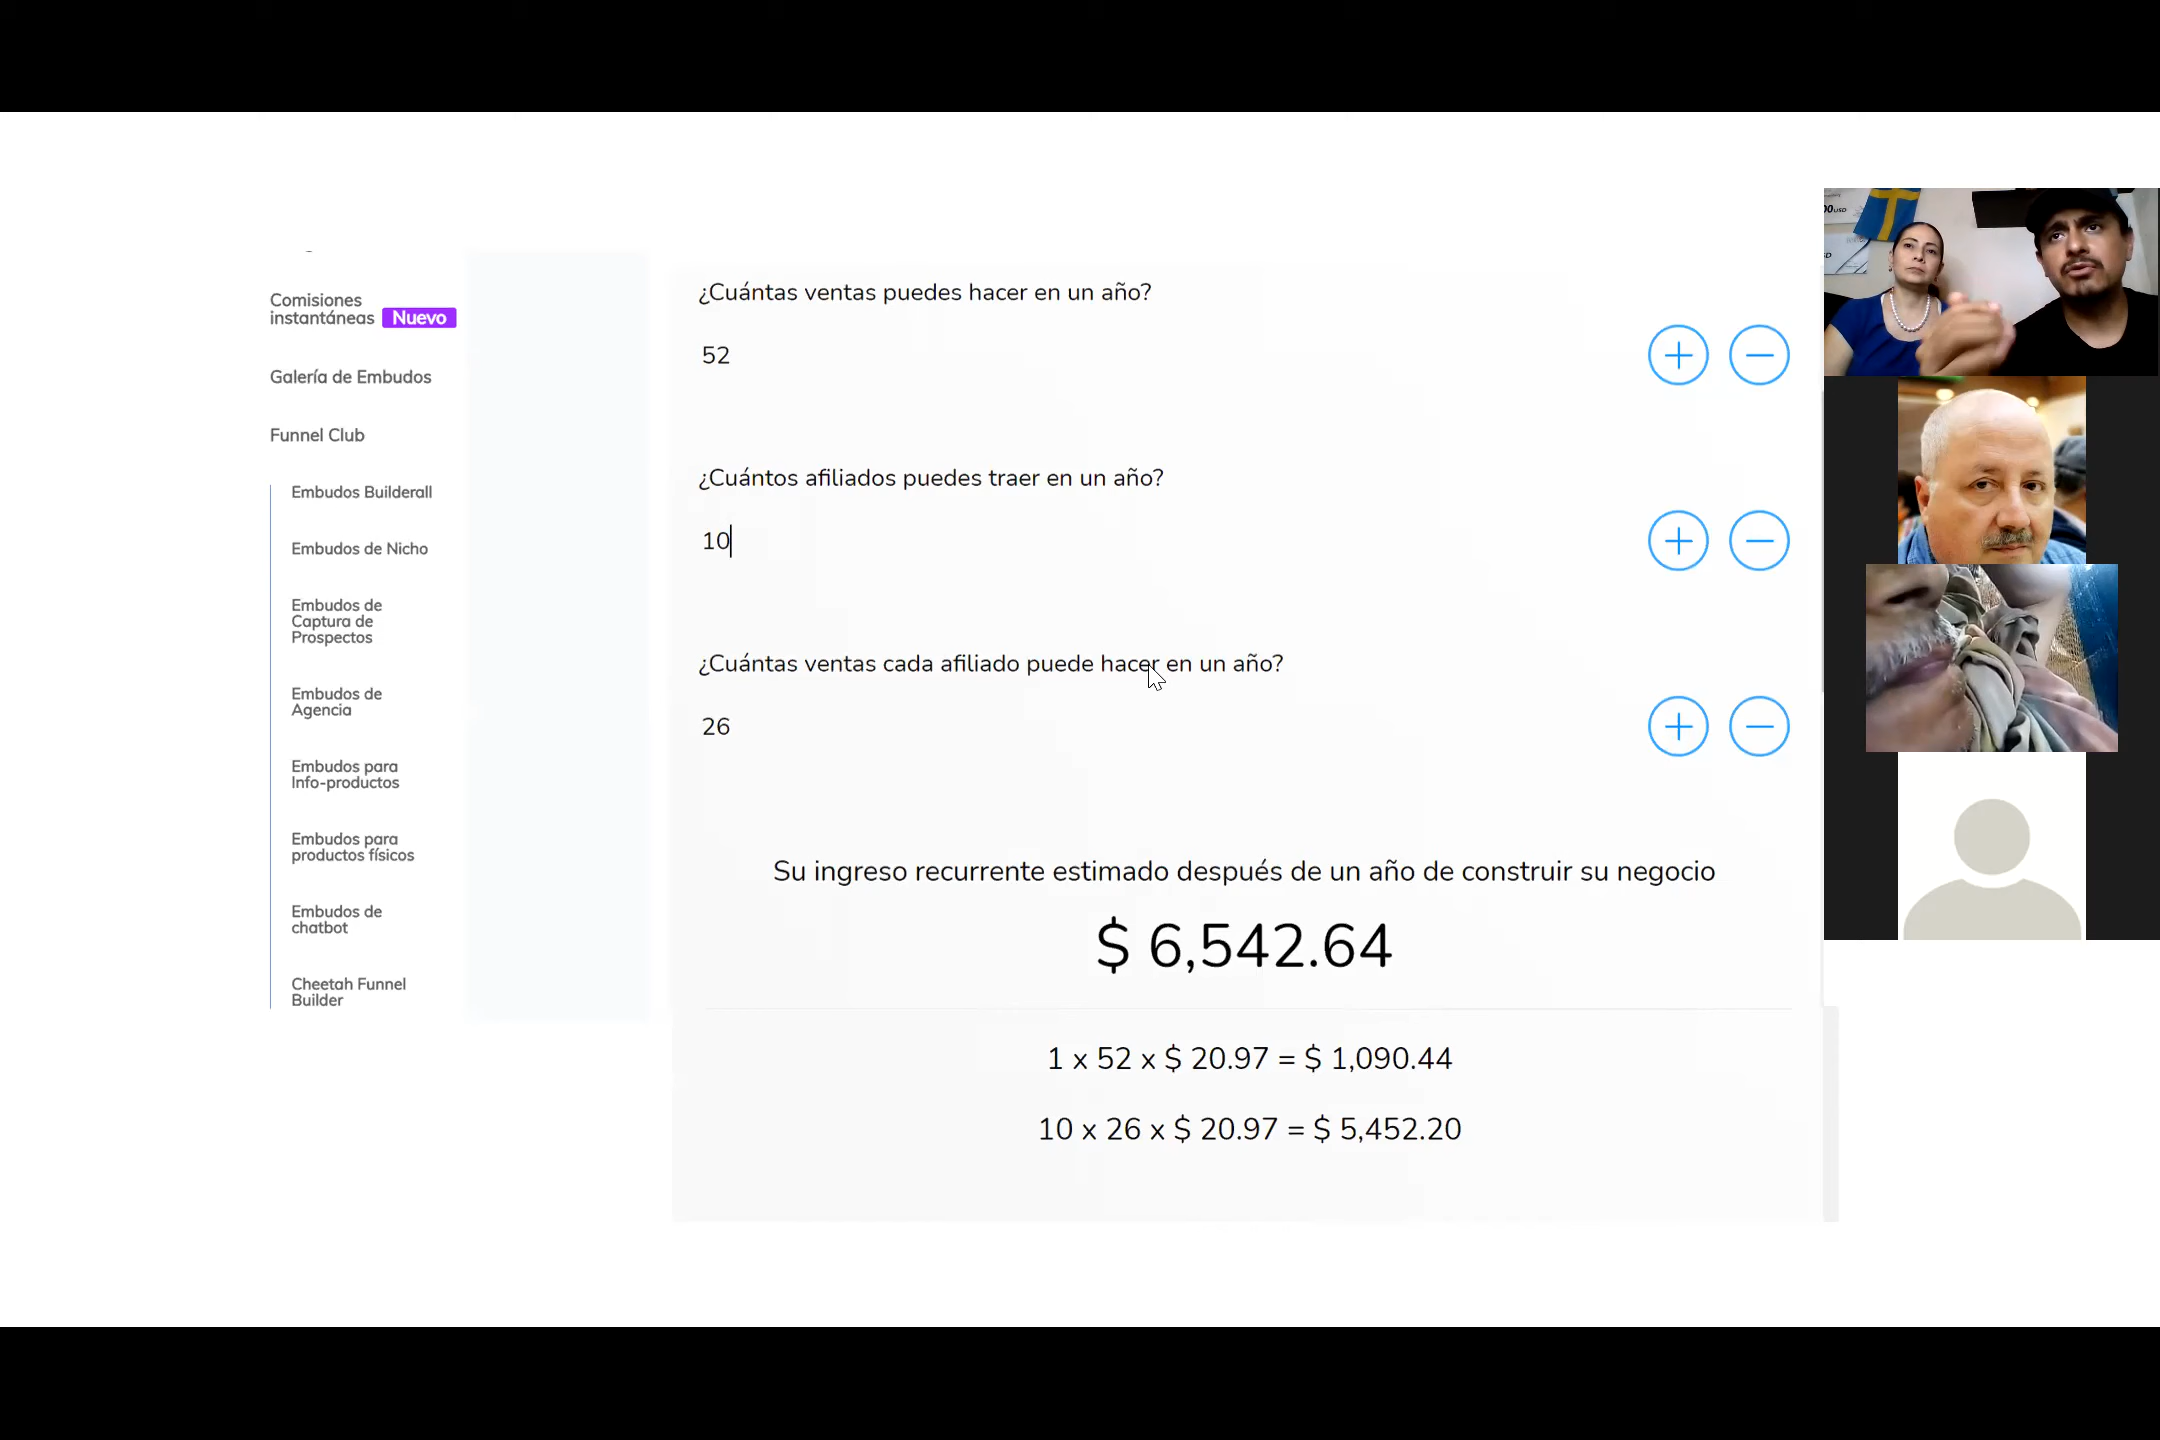 Comisiones
instantáneas Nuevo
Galería de Embudos
Funnel Club
Embudos Builderall
Embudos de Nicho
Embudos de
Captura de
Prospectos
Embudos de
Agencia
Embudos para
Info-productos
Embudos para
productos físicos
Embudos de
chatbot
Cheetah Funnel
Builder
¿Cuántas ventas puedes hacer en un año?
52
¿Cuántos afiliados puedes traer en un año?
10
¿Cuántas ventas cada afiliado puede hacer en un año?
26
Su ingreso recurrente estimado después de un año de construir su negocio
$ 6,542.64
1 x 52 x $ 20.97 = $ 1,090.44
10 x 26 x $ 20.97 = $ 5,452.20